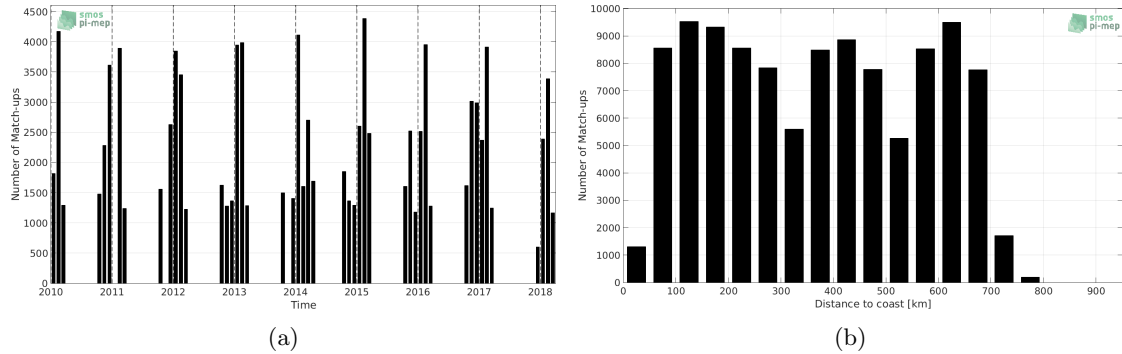 4500
4000
3500
3000
2500
2000
1500
1000
500
0
Number of Match-ups
smos
pi-mep
2010 2011 2012 2013 2014 2015 2016 2017 2018
Time
(a)
10000
9000
8000
7000
6000
5000
4000
3000
2000
1000
0
Number of Match-ups
smos
pi-mep
0 100 200 300 400 500 600 700 800 900
Distance to coast [km]
(b)